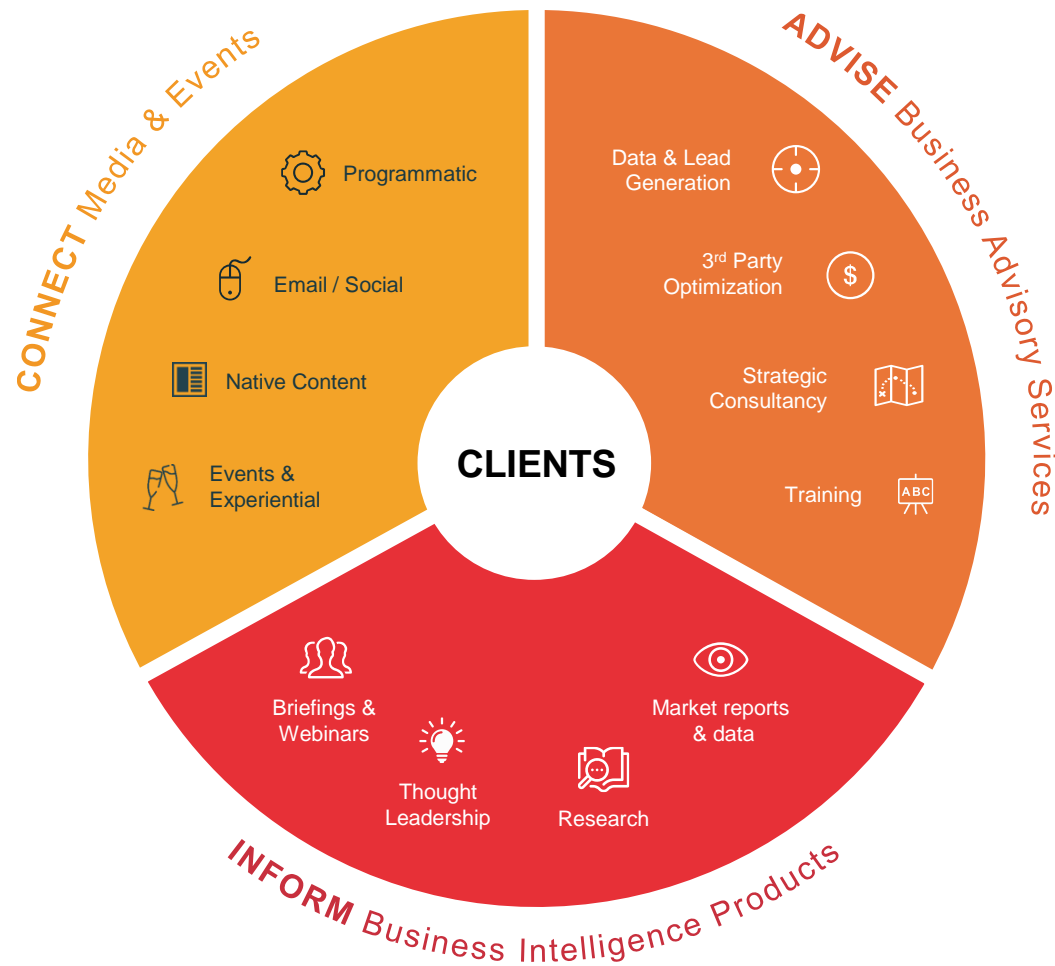 CONNECT Media & Events
Programmatic
Email / Social
Native Content
Events &
Experiential
ADVISE Business Advisory Services
Data & Lead
Generation
3rd Party
Optimization
$
Strategic
Consultancy
Training
ABC
CLIENTS
Briefings &
Webinars
Thought
Leadership
Research
Market reports
& data
INFORM Business Intelligence Products